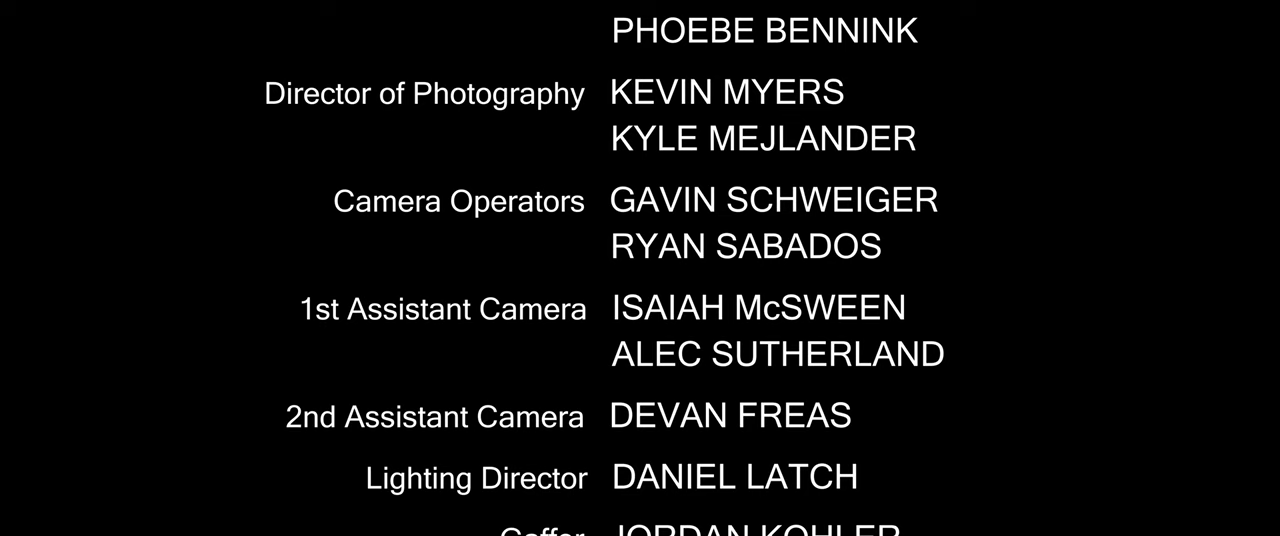 PHOEBE BENNINK
Director of Photography KEVIN MYERS
KYLE MEJLANDER
Camera Operators GAVIN SCHWEIGER
RYAN SABADOS
1st Assistant Camera ISAIAH McSWEEN
ALEC SUTHERLAND
2nd Assistant Camera DEVAN FREAS
Lighting Director DANIEL LATCH
Gaffer JORDAN KOHLER